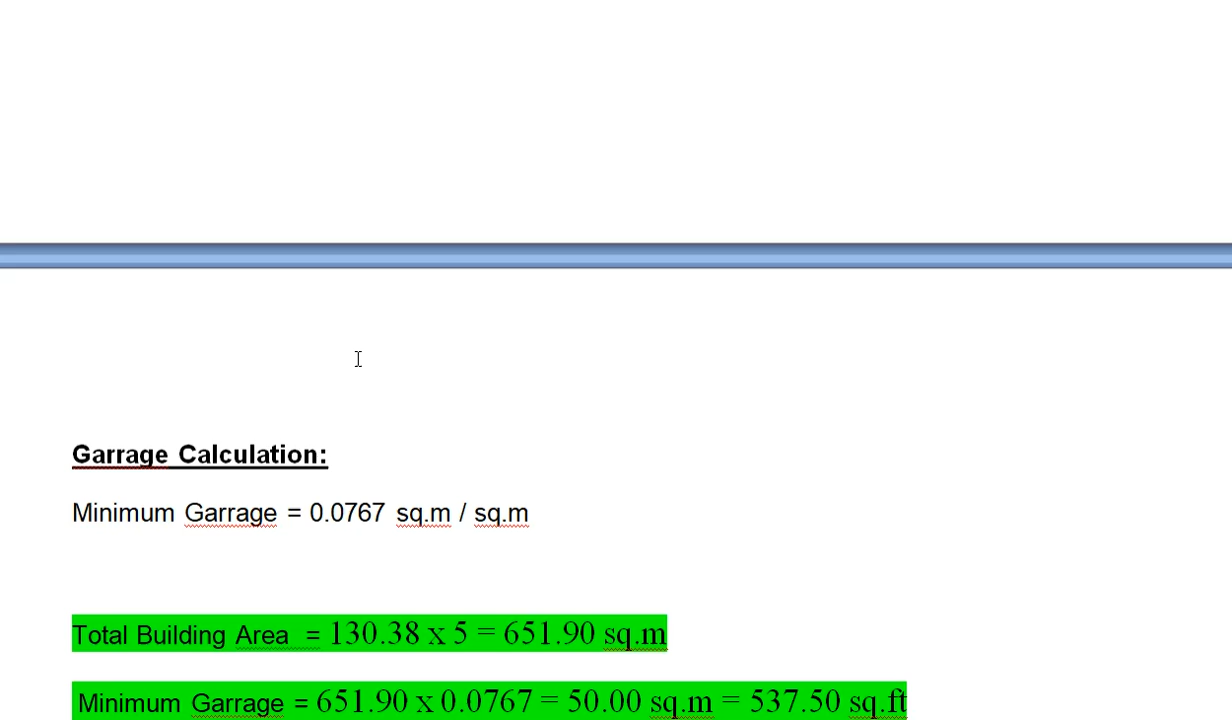 Garrage Calculation:
Minimum Garrage = 0.0767 sq.m / sq.m
Total Building Area = 130.38 x 5 = 651.90 sq.m
Minimum Garrage = 651.90 x 0.0767 = 50.00 sq.m = 537.50 sq.ft